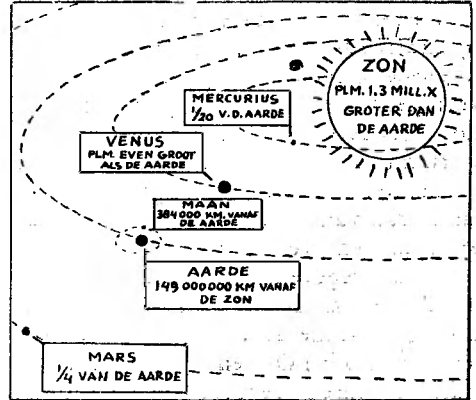 ZON
PLM. 1.3 MILL.X
GROTER DAN
DE AARDE
MERCURIUS
1/20 V.D. AARDE
VENUS
PLM. EVEN GROOT
ALS DE AARDE
MAAN
384000 KM. VANAF
DE AARDE
AARDE
149 000 000 KM VANAF
DE ZON
MARS
1/4 VAN DE AARDE